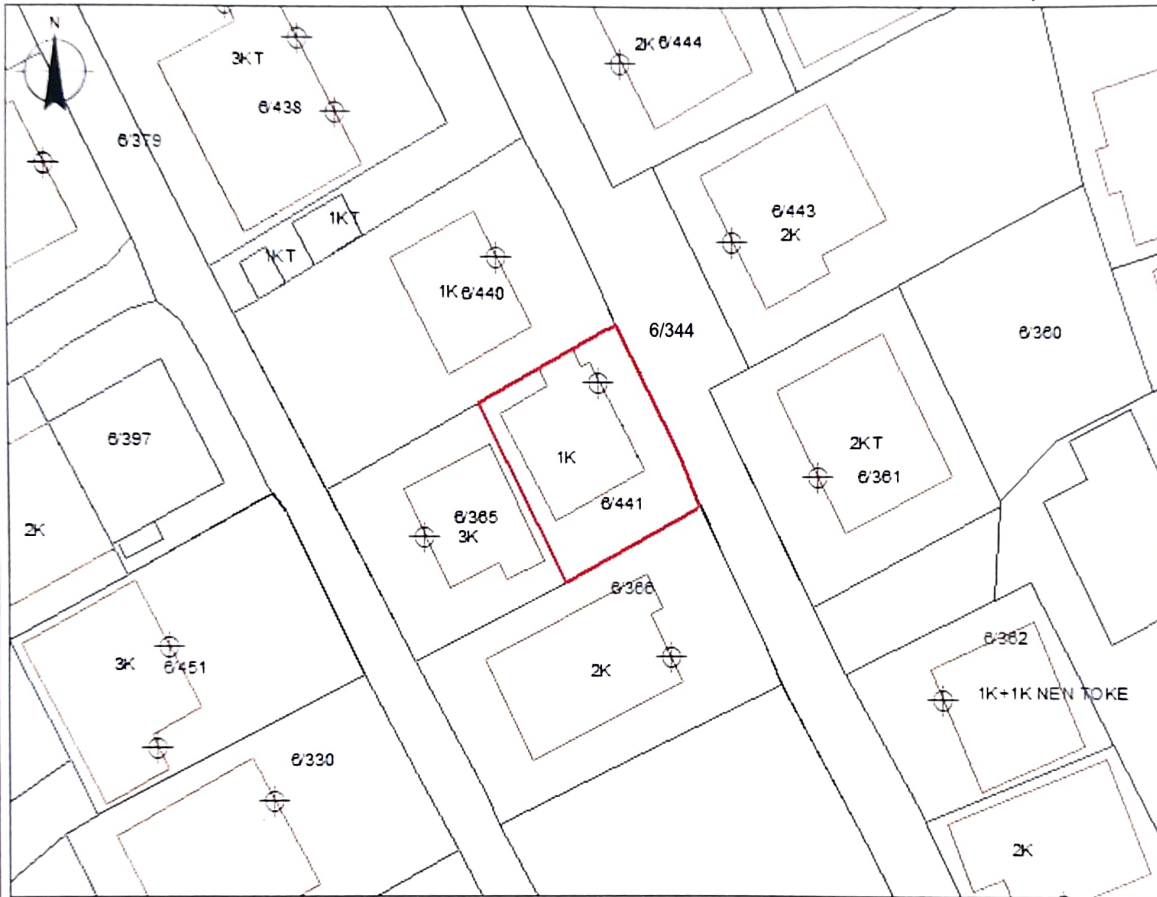 N
2K 6/444
3KT
6/438
6/379
1KT
6/443
2K
1KT
1K 6/440
6/344
6/360
6/397
2KT
1K
6/361
6/441
6/365
3K
2K
6/366
6/362
3K
6/451
2K
1K+1K NEN TOKE
6/330
2K